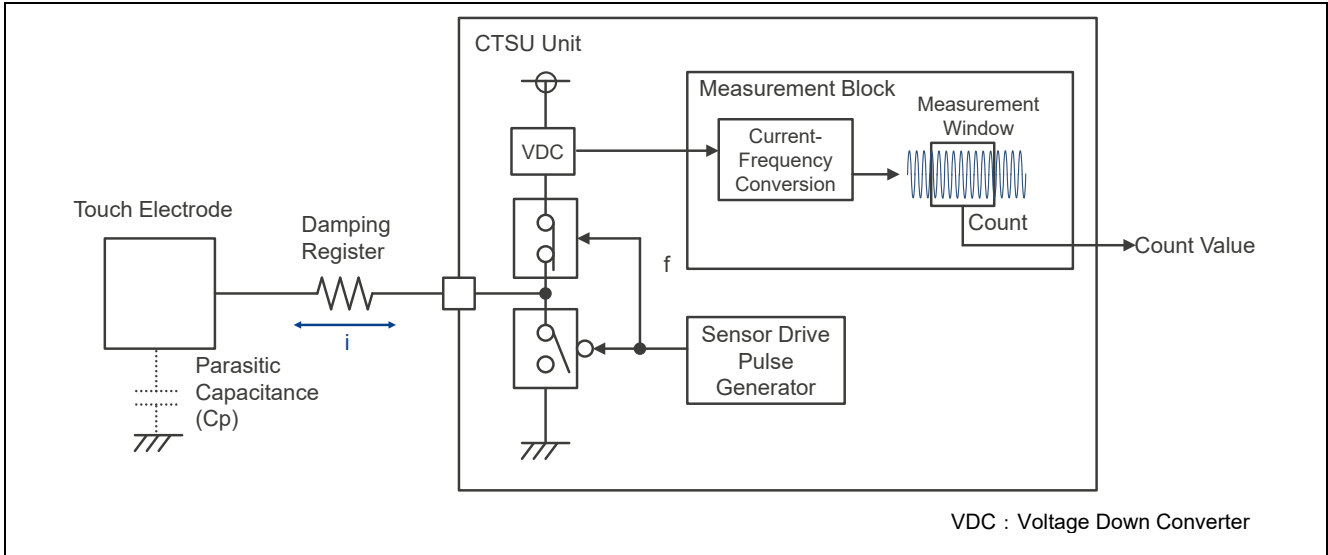 CTSU Unit
Measurement Block
Measurement
Window
Current-
Frequency
Conversion
VDC
Touch Electrode
Damping
Register
Count
Count Value
f
i
Sensor Drive
Pulse
Generator
Parasitic
Capacitance
(Cp)
VDC : Voltage Down Converter